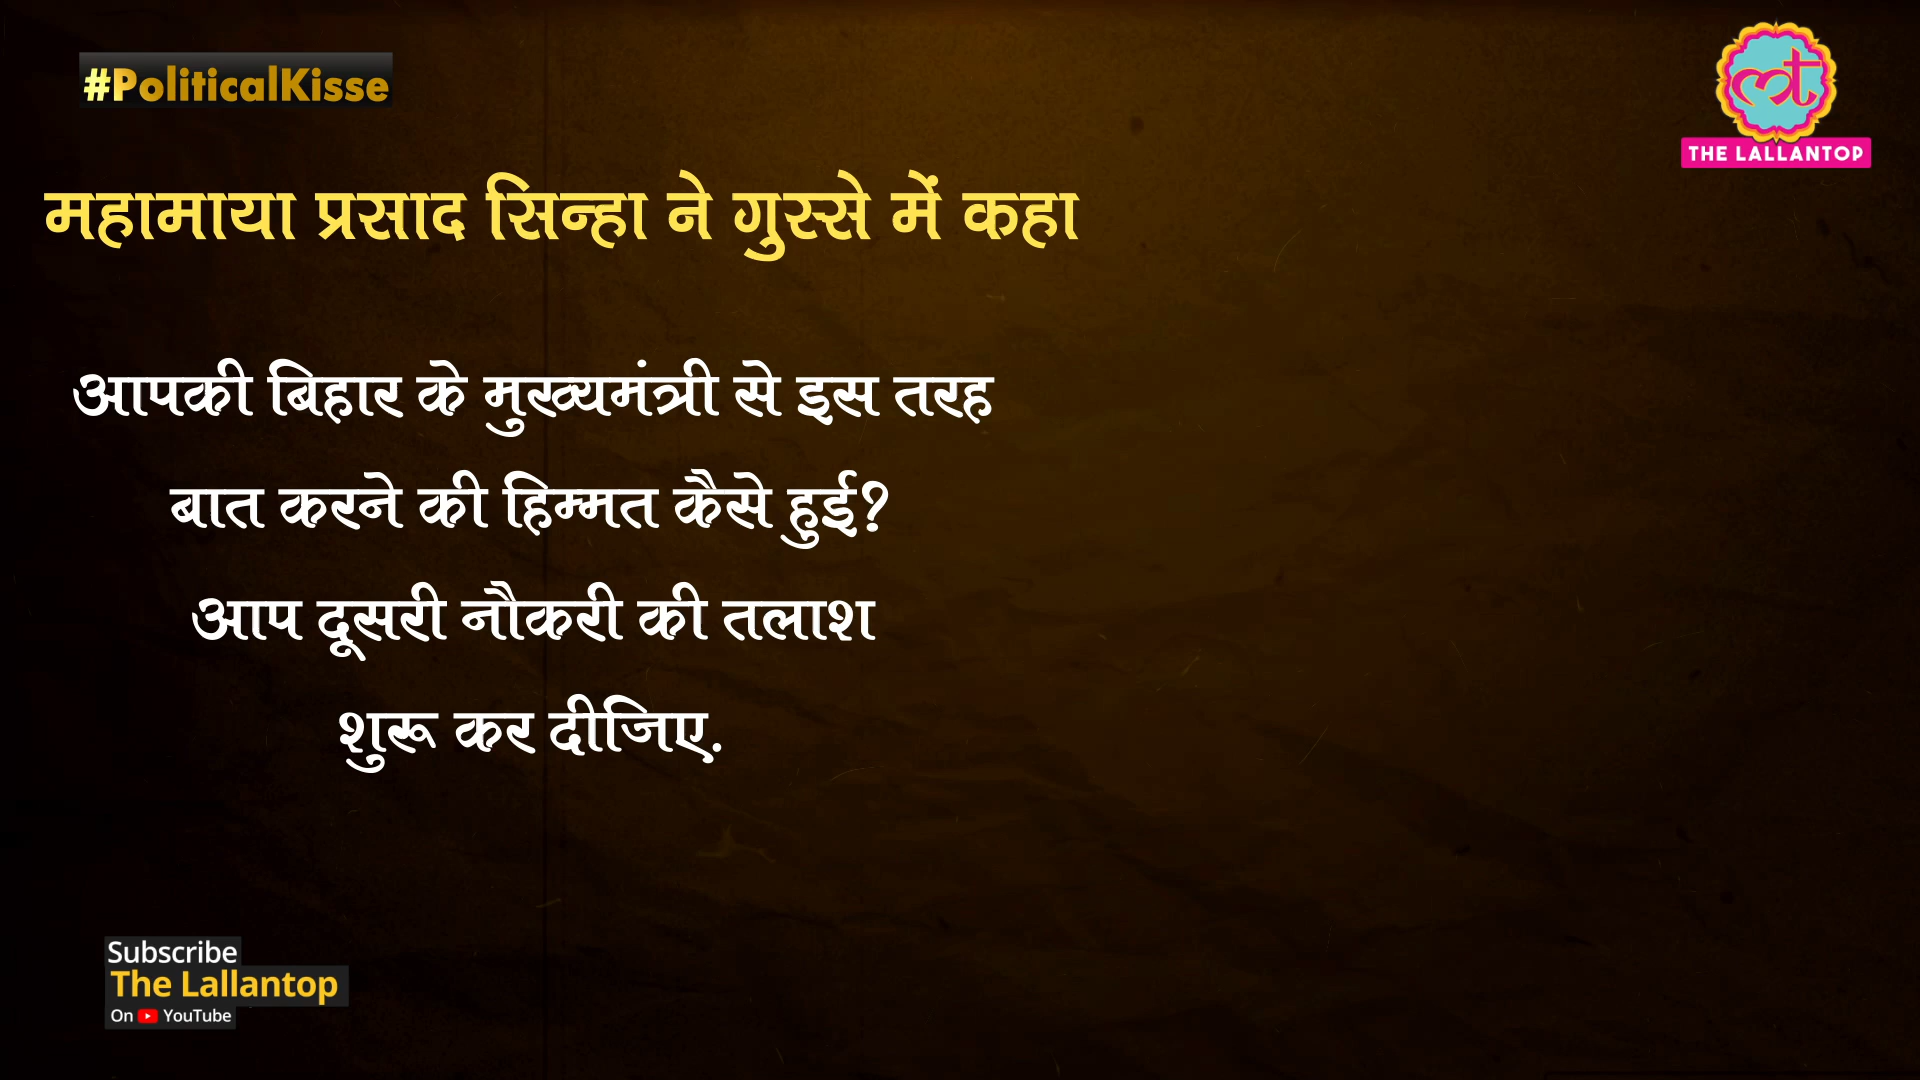 #PoliticalKisse
THE LALLANTOP
महामाया प्रसाद सिन्हा ने गुस्से में कहा
आपकी बिहार के मुख्यमंत्री से इस तरह
बात करने की हिम्मत कैसे हुई?
आप दूसरी नौकरी की तलाश
शुरू कर दीजिए.
Subscribe
The Lallantop
On YouTube